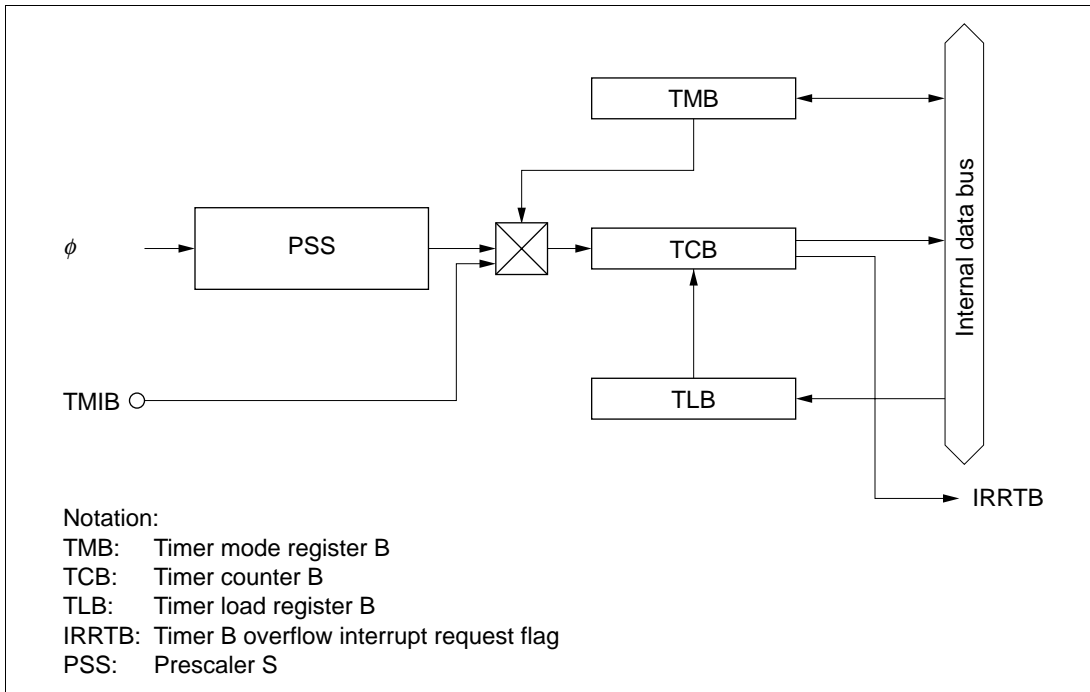 TMB
ϕ
PSS
TCB
Internal data bus
TMIB
TLB
IRRTB
Notation:
TMB: Timer mode register B
TCB: Timer counter B
TLB: Timer load register B
IRRTB: Timer B overflow interrupt request flag
PSS: Prescaler S